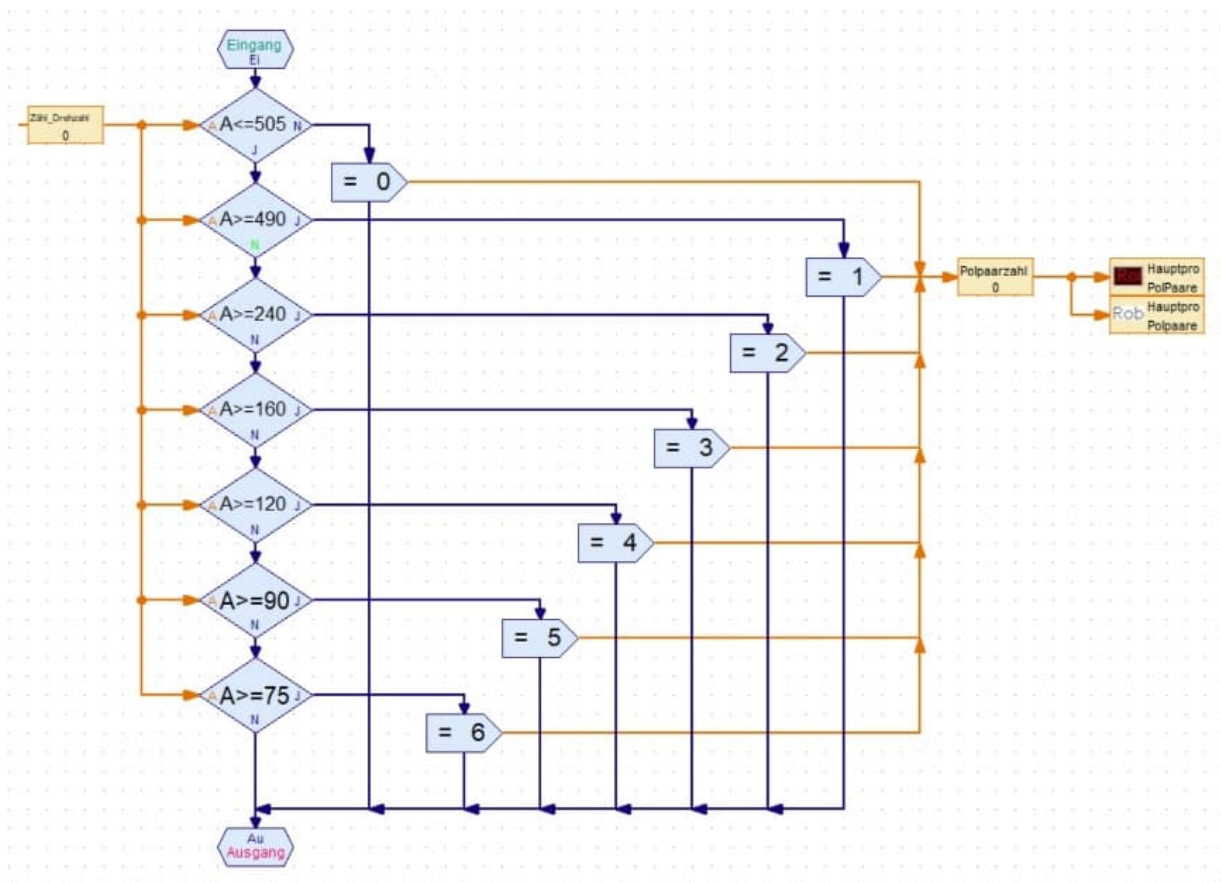 Eingang
Ei
Zähl_Drehzahl
0
A A<=505 N
J
= 0
A A>=490 J
N
= 1
Polpaarzahl
0
Hauptpro
PolPaare
Rob Hauptpro
Polpaare
A A>=240 J
N
= 2
A A>=160 J
N
= 3
A A>=120 J
N
= 4
A A>=90 J
N
= 5
A A>=75 J
N
= 6
Au
Ausgang